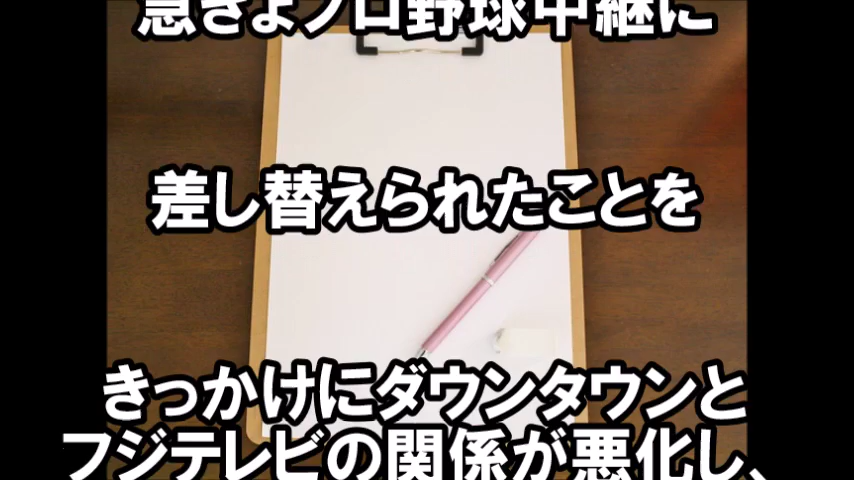 急きょプロ野球中継に
差し替えられたことを
きっかけにダウンタウンと
フジテレビの関係が悪化し、